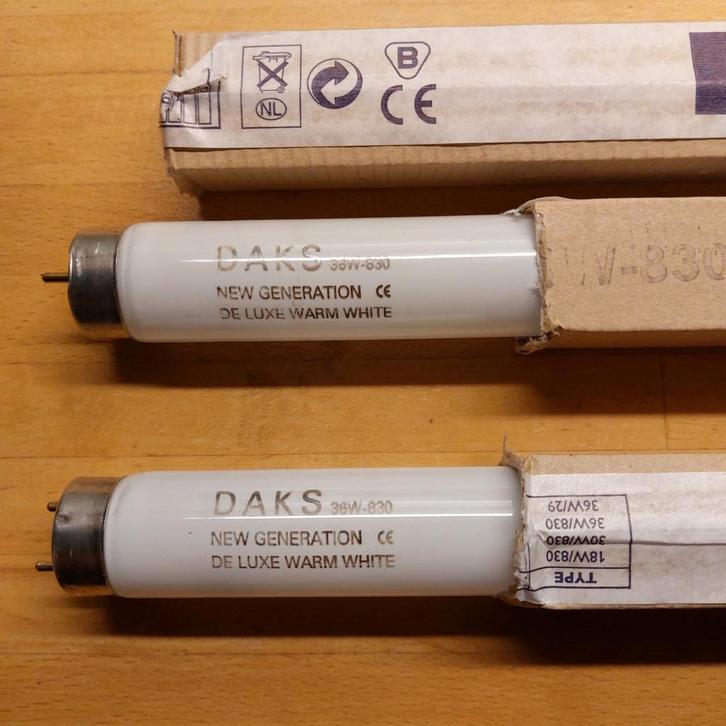 B
NL
CE
DAKS 36W-830
NEW GENERATION CE
DE LUXE WARM WHITE
W-830
DAKS 36W-830
NEW GENERATION CE
DE LUXE WARM WHITE
TYPE
18W/830
30W/830
36W/830
36W/29